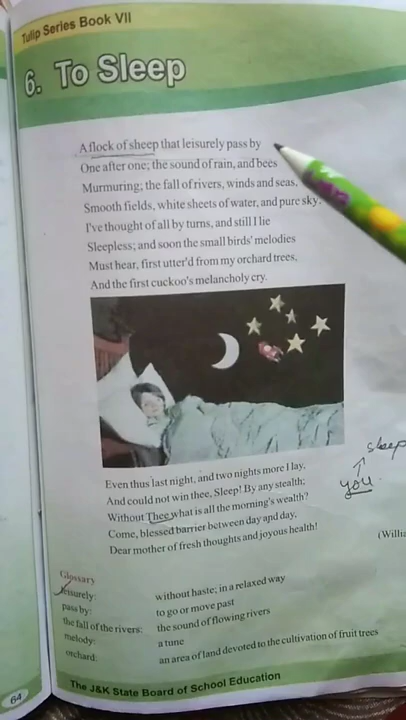 Tulip Series Book VII
6. To Sleep
A flock of sheep that leisurely pass by
One after one; the sound of rain, and bees
Murmuring; the fall of rivers, winds and seas,
Smooth fields, white sheets of water, and pure sky;
I've thought of all by turns, and still I lie
Sleepless; and soon the small birds' melodies
Must hear, first utter'd from my orchard trees,
And the first cuckoo's melancholy cry.
Even thus last night, and two nights more I lay,
And could not win thee, Sleep! By any stealth;
Without Thee what is all the morning's wealth?
Come, blessed barrier between day and day,
Dear mother of fresh thoughts and joyous health!
sleep
you
(Willia
Glossary
leisurely: without haste; in a relaxed way
pass by: to go or move past
the fall of the rivers: the sound of flowing rivers
melody: a tune
orchard: an area of land devoted to the cultivation of fruit trees
64
The J&K State Board of School Education